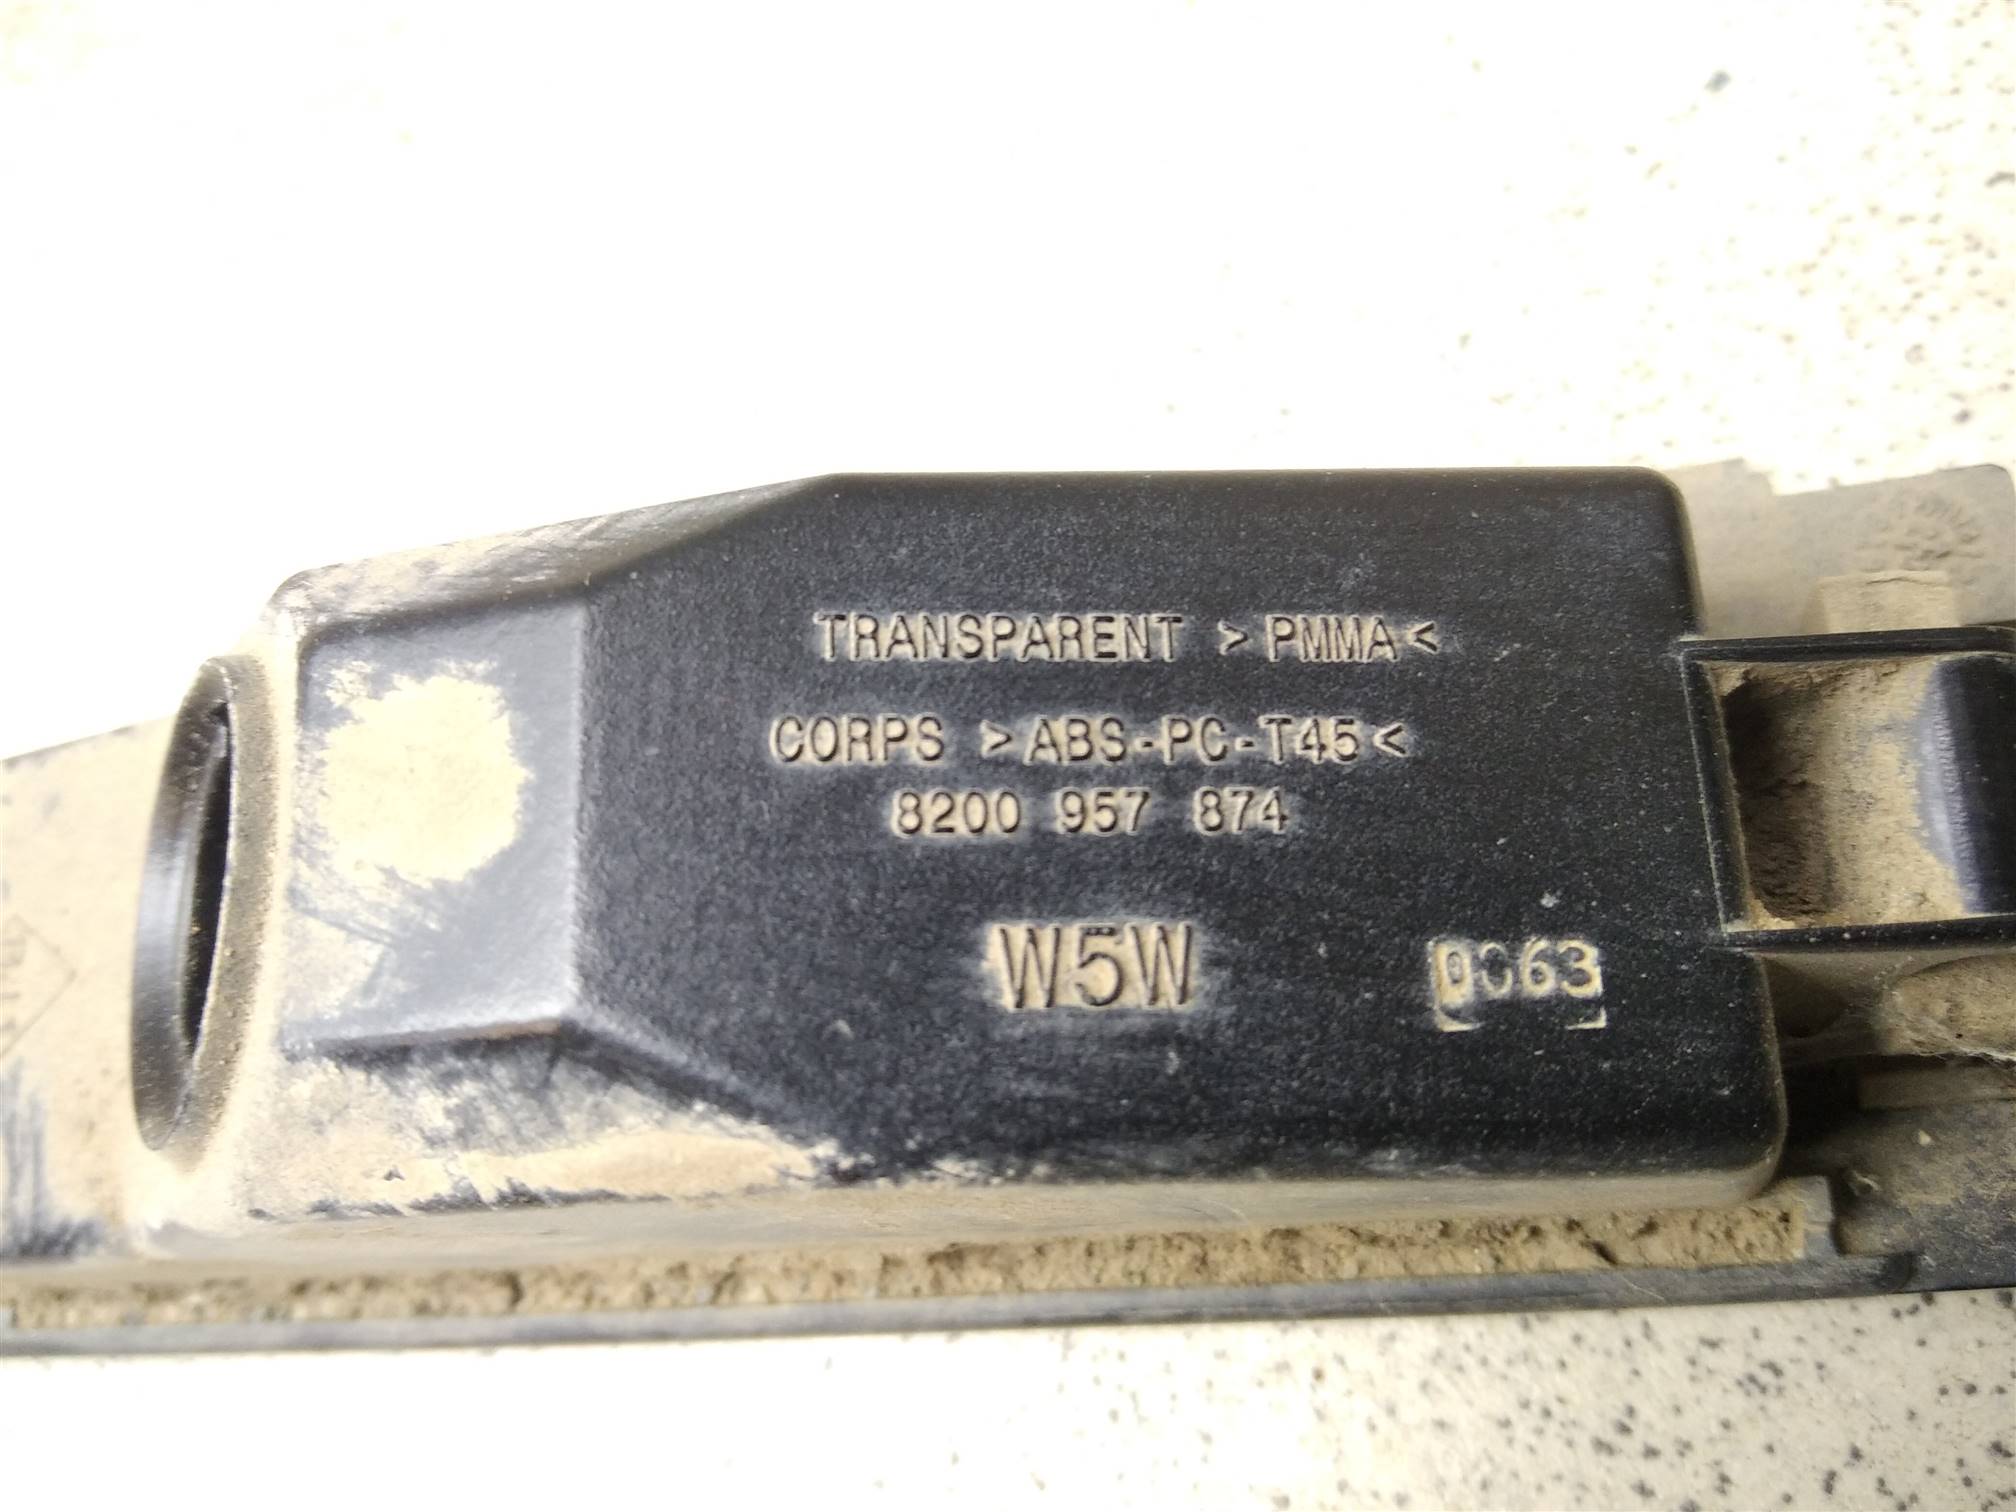 TRANSPARENT >PMMA<
CORPS >ABS-PC-T45<
8200 957 874
W5W